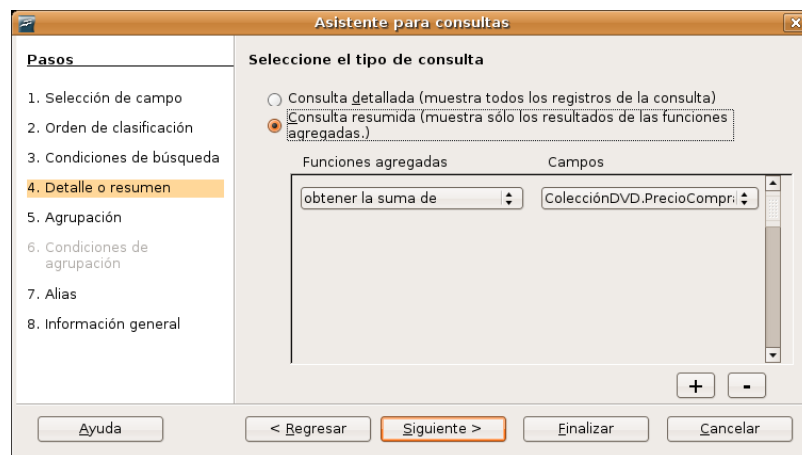 Asistente para consultas
Pasos
1. Selección de campo
2. Orden de clasificación
3. Condiciones de búsqueda
4. Detalle o resumen
5. Agrupación
6. Condiciones de
agrupación
7. Alias
8. Información general
Seleccione el tipo de consulta
Consulta detallada (muestra todos los registros de la consulta)
Consulta resumida (muestra sólo los resultados de las funciones
agregadas.)
Funciones agregadas
Campos
obtener la suma de
ColecciónDVD.PrecioCompr
+
-
Ayuda
< Regresar
Siguiente >
Finalizar
Cancelar